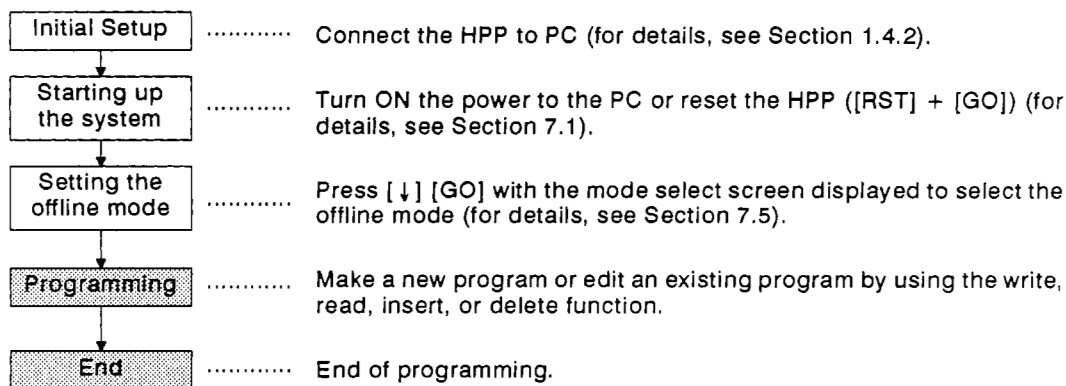 Initial Setup ............ Connect the HPP to PC (for details, see Section 1.4.2).
Starting up
the system ............ Turn ON the power to the PC or reset the HPP ([RST] + [GO]) (for
details, see Section 7.1).
Setting the
offline mode ............ Press [↓] [GO] with the mode select screen displayed to select the
offline mode (for details, see Section 7.5).
Programming ............ Make a new program or edit an existing program by using the write,
read, insert, or delete function.
End ............ End of programming.